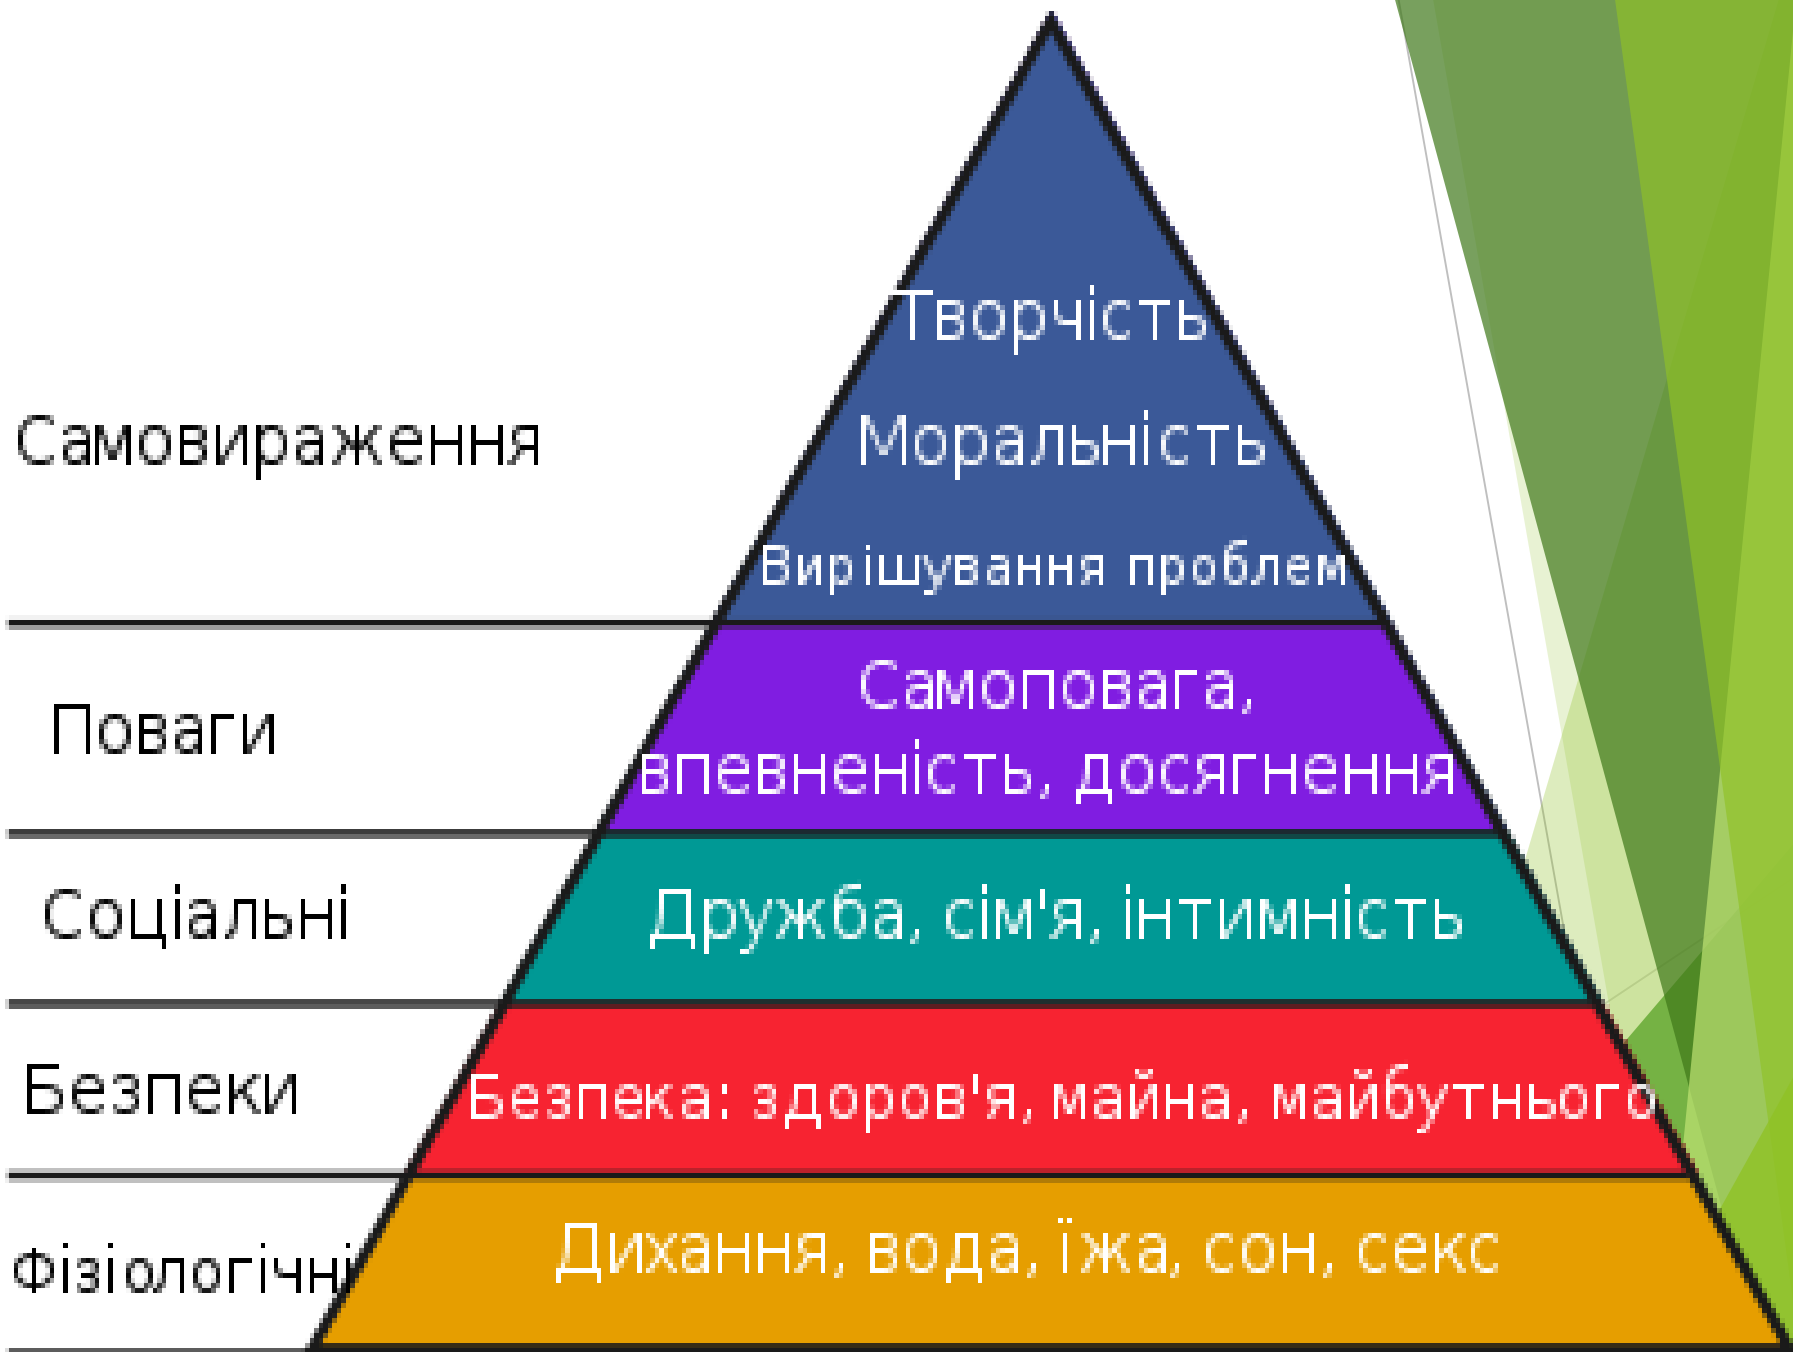 Творчість
Самовираження
Моральність
Вирішування проблем
Поваги
Самоповага,
впевненість, досягнення
Соціальні
Дружба, сім'я, інтимність
Безпеки
Безпека: здоров'я, майна, майбутнього
Фізіологічні
Дихання, вода, їжа, сон, секс